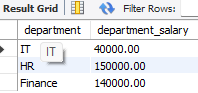 Result Grid Filter Rows:
department department_salary
IT 40000.00
IT
HR 150000.00
Finance 140000.00